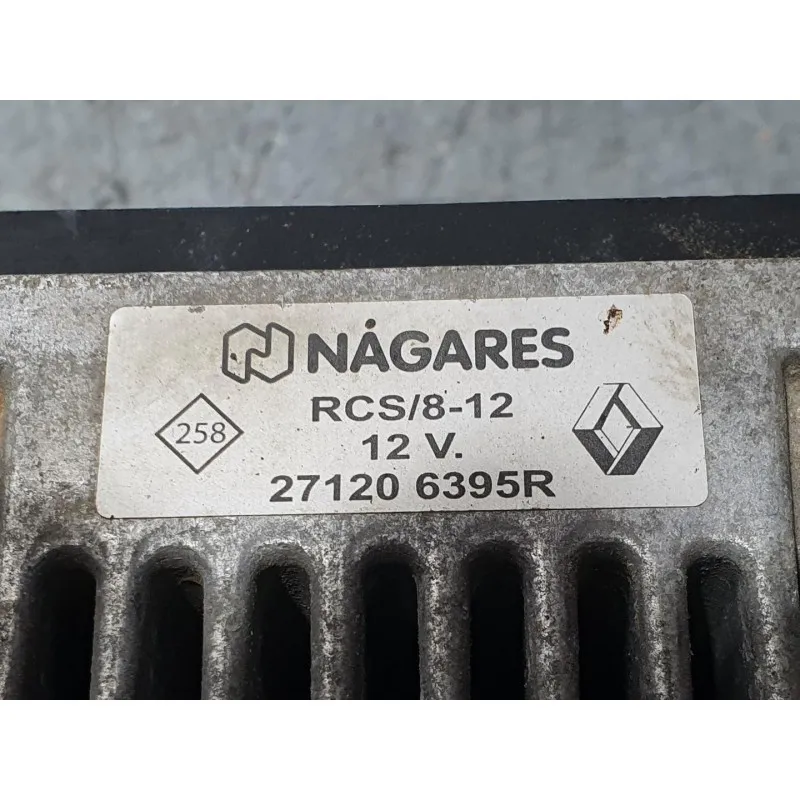 NÁGARES
RCS/8-12
258
12 V.
27120 6395R